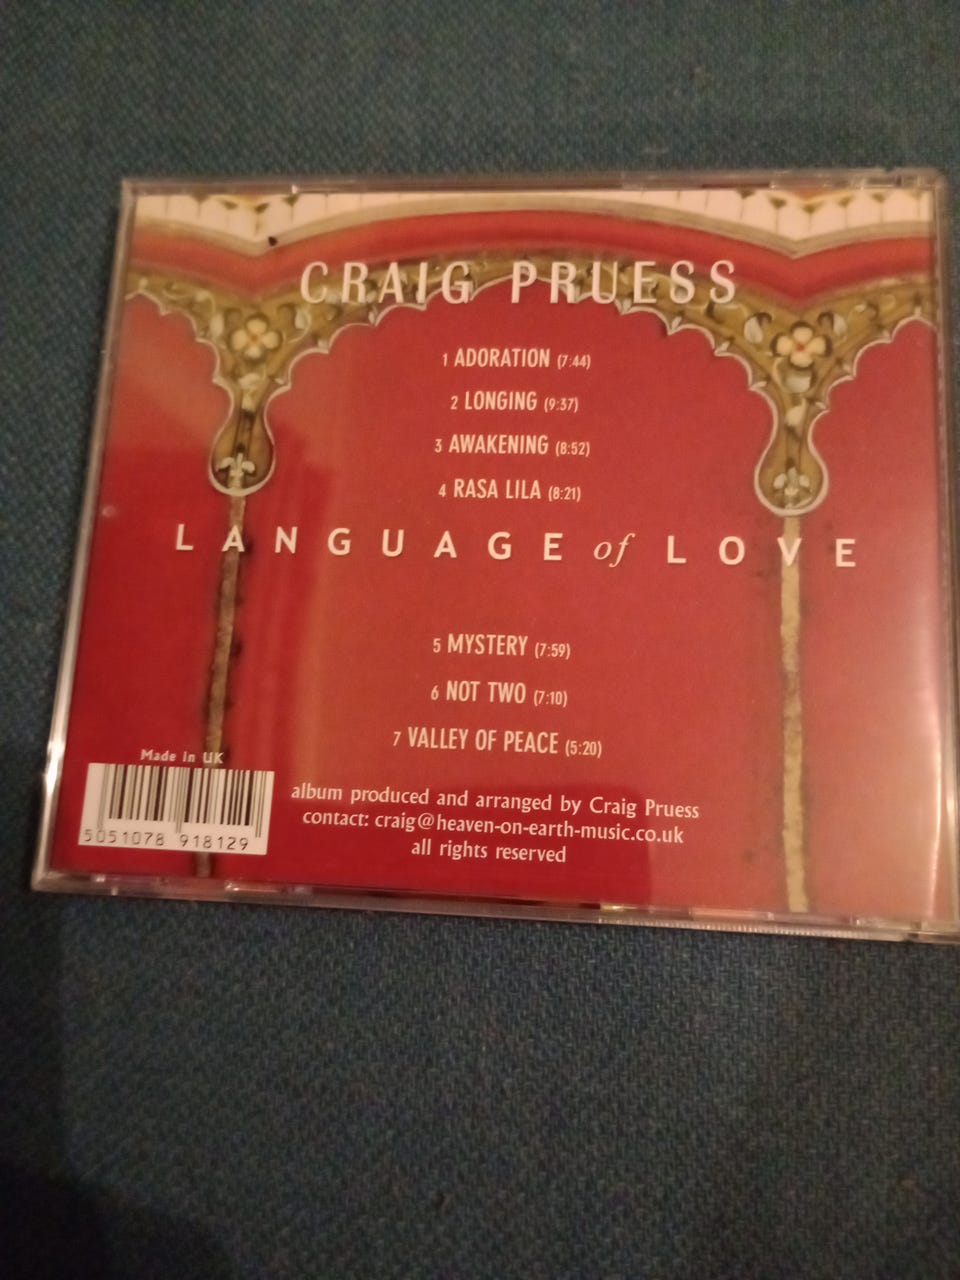 CRAIG PRUESS
1 ADORATION (7:44)
2 LONGING (9:37)
3 AWAKENING (8:52)
4 RASA LILA (8:21)
LANGUAGE of LOVE
5 MYSTERY (7:59)
6 NOT TWO (7:10)
7 VALLEY OF PEACE (5:20)
Made in UK
5051078 918129
album produced and arranged by Craig Pruess
contact: craig@heaven-on-earth-music.co.uk
all rights reserved